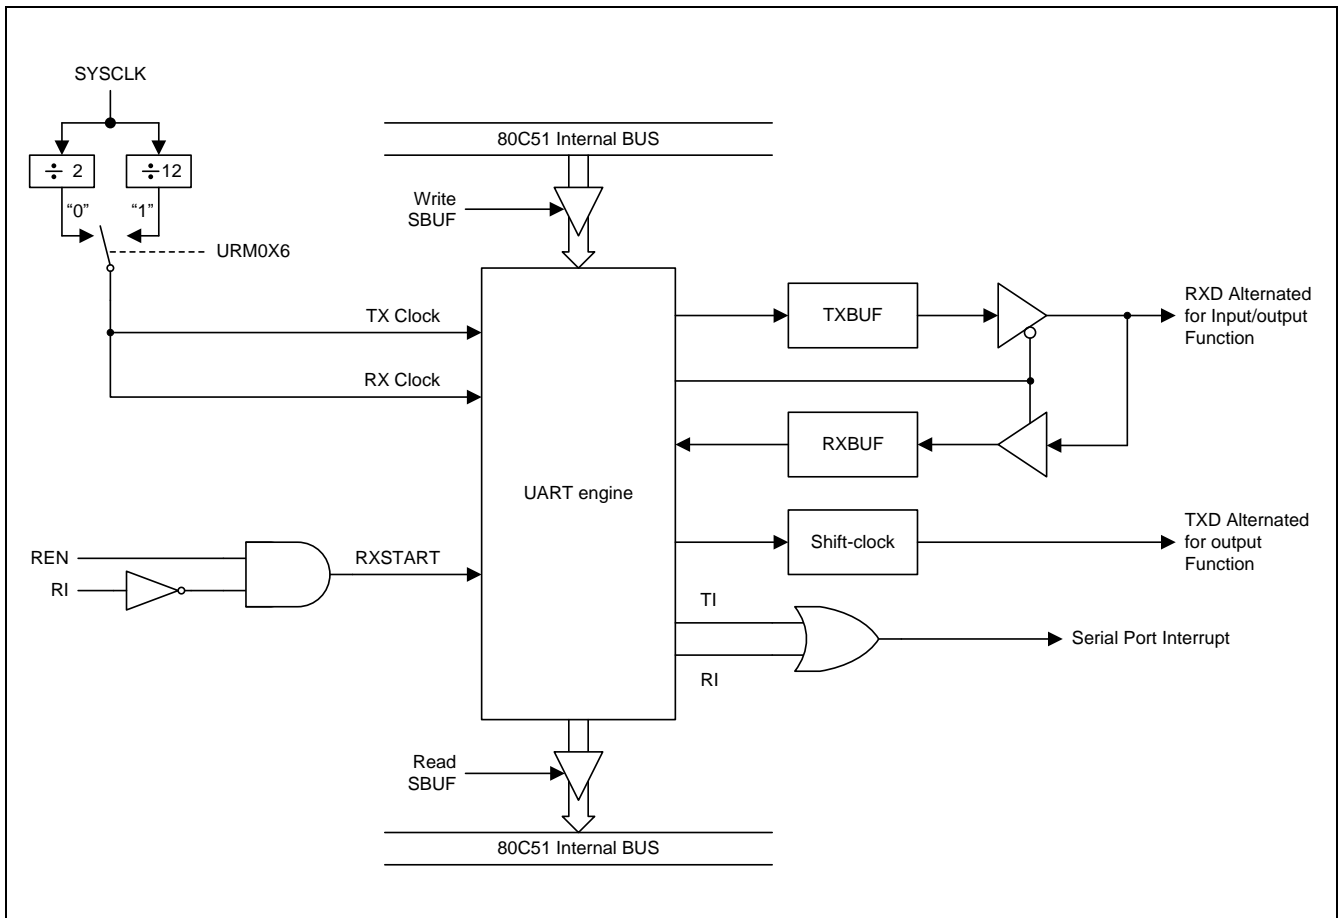 SYSCLK
÷ 2
÷12
“0”
“1”
URM0X6
80C51 Internal BUS
Write
SBUF
TX Clock
RX Clock
TXBUF
RXD Alternated
for Input/output
Function
RXBUF
UART engine
REN
RI
RXSTART
Shift-clock
TXD Alternated
for output
Function
TI
RI
Serial Port Interrupt
Read
SBUF
80C51 Internal BUS